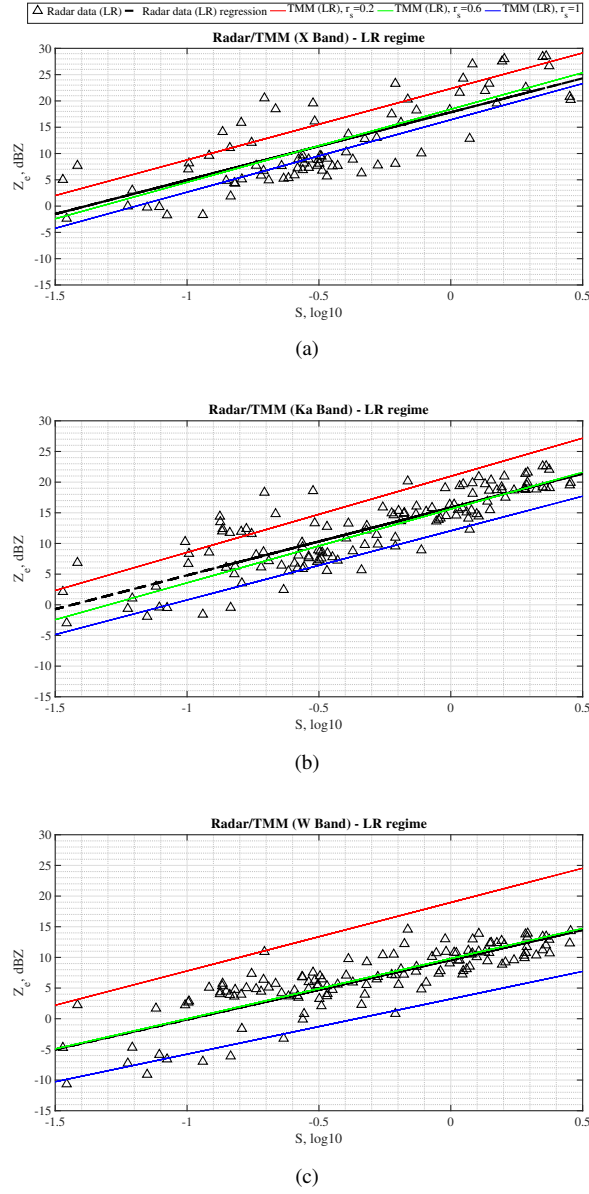 Radar data (LR) Radar data (LR) regression TMM (LR), r_s=0.2 TMM (LR), r_s=0.6 TMM (LR), r_s=1
Radar/TMM (X Band) - LR regime
30
25
20
15
10
5
0
-5
-10
15
Z_e, dBZ
-1.5 -1 -0.5 0 0.5
S, log10
(a)
Radar/TMM (Ka Band) - LR regime
30
25
20
15
10
5
0
-5
-10
-15
Z_e, dBZ
-1.5 -1 -0.5 0 0.5
S, log10
(b)
Radar/TMM (W Band) - LR regime
30
25
20
15
10
5
0
-5
-10
-15
Z_e, dBZ
-1.5 -1 -0.5 0 0.5
S, log10
(c)